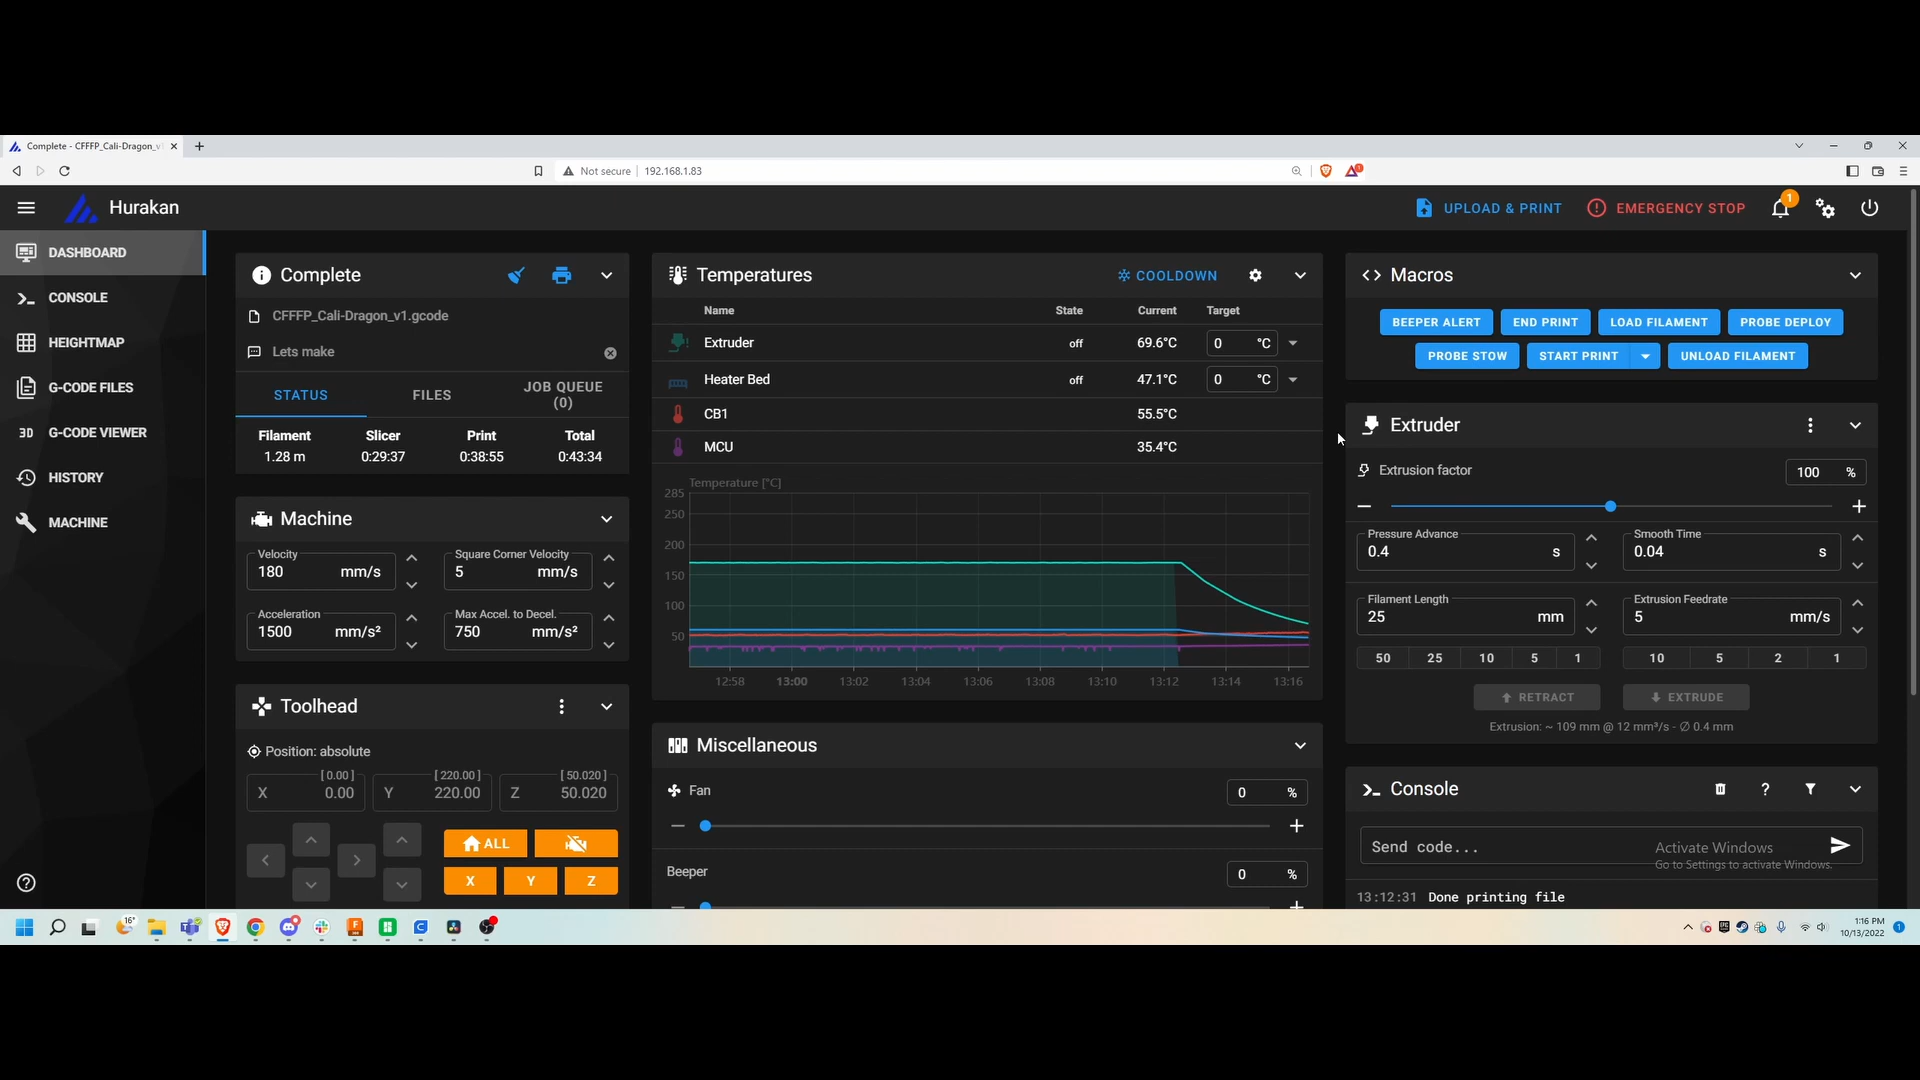 Complete - CFFFP_Cali-Dragon_v
Not secure
192.168.1.83
Hurakan
UPLOAD & PRINT
EMERGENCY STOP
1
DASHBOARD
CONSOLE
HEIGHTMAP
G-CODE FILES
3D G-CODE VIEWER
HISTORY
MACHINE
Complete
CFFFP_Cali-Dragon_v1.gcode
Lets make
STATUS
FILES
JOB QUEUE
(0)
Filament Slicer Print Total
1.28 m 0:29:37 0:38:55 0:43:34
Machine
Velocity
180 mm/s
Square Corner Velocity
5 mm/s
Acceleration
1500 mm/s²
Max Accel. to Decel.
750 mm/s²
Toolhead
Position: absolute
[ 0.00 ] [ 220.00 ] [ 50.020 ]
X 0.00 Y 220.00 Z 50.020
ALL
X Y Z
Temperatures
COOLDOWN
Name State Current Target
Extruder off 69.6°C 0 °C
Heater Bed off 47.1°C 0 °C
CB1 55.5°C
MCU 35.4°C
Temperature [°C]
285
250
200
150
100
50
12:58 13:00 13:02 13:04 13:06 13:08 13:10 13:12 13:14 13:16
Miscellaneous
Fan 0 %
Beeper 0 %
Macros
BEEPER ALERT END PRINT LOAD FILAMENT PROBE DEPLOY
PROBE STOW START PRINT UNLOAD FILAMENT
Extruder
Extrusion factor 100 %
Pressure Advance
0.4 s
Smooth Time
0.04 s
Filament Length
25 mm
Extrusion Feedrate
5 mm/s
50 25 10 5 1
10 5 2 1
RETRACT
EXTRUDE
Extrusion: ~ 109 mm @ 12 mm³/s - ∅ 0.4 mm
Console
Send code...
Activate Windows
Go to Settings to activate Windows.
13:12:31 Done printing file
16°
1:16 PM
10/13/2022
1